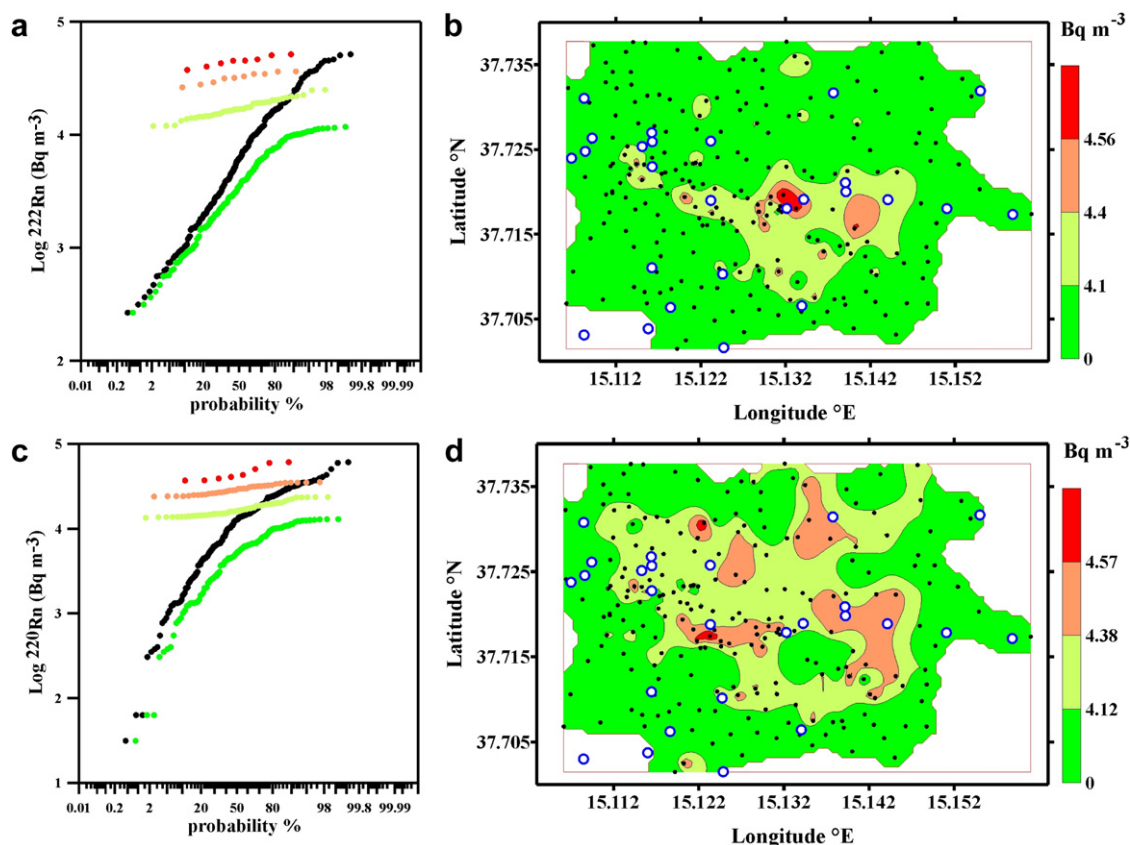 a
5
4
3
2
Log 222Rn (Bq m-3)
0.01 0.2 2 20 50 80 98 99.8 99.99
probability %
b
37.735
37.725
37.715
37.705
Latitude °N
15.112 15.122 15.132 15.142 15.152
Longitude °E
Bq m-3
4.56
4.4
4.1
0
c
5
4
3
2
1
Log 220Rn (Bq m-3)
0.01 0.2 2 20 50 80 98 99.8 99.99
probability %
d
37.735
37.725
37.715
37.705
Latitude °N
15.112 15.122 15.132 15.142 15.152
Longitude °E
Bq m-3
4.57
4.38
4.12
0